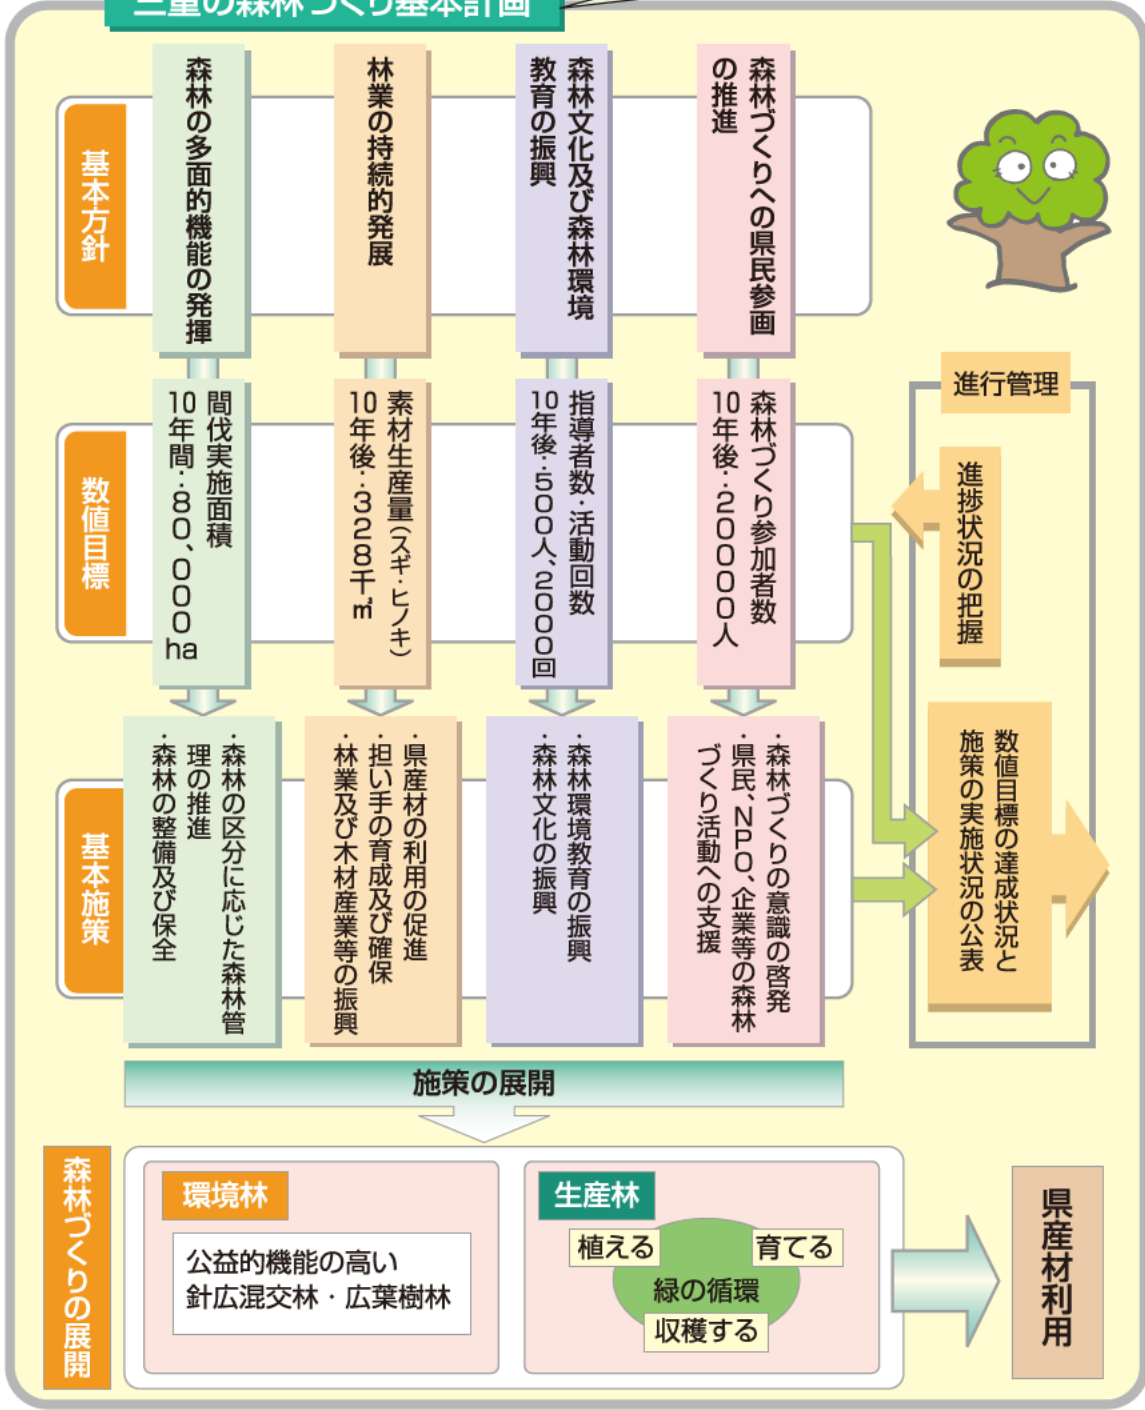 三重の森林づくり基本計画
基本方針
森林の多面的機能の発揮
林業の持続的発展
森林文化及び森林環境
教育の振興
森林づくりへの県民参画
の推進
数値目標
間伐実施面積
10年間:80,000ha
素材生産量(スギ・ヒノキ)
10年後:328千㎥
指導者数・活動回数
10年後:500人、2000回
森林づくり参加者数
10年後:20000人
基本施策
・森林の区分に応じた森林管
理の推進
・森林の整備及び保全
・県産材の利用の促進
・担い手の育成及び確保
・林業及び木材産業等の振興
・森林環境教育の振興
・森林文化の振興
・森林づくりの意識の啓発
・県民、NPO、企業等の森林
づくり活動への支援
進行管理
進捗状況の把握
数値目標の達成状況と
施策の実施状況の公表
施策の展開
森林づくりの展開
環境林
公益的機能の高い
針広混交林・広葉樹林
生産林
植える
育てる
緑の循環
収穫する
県産材利用